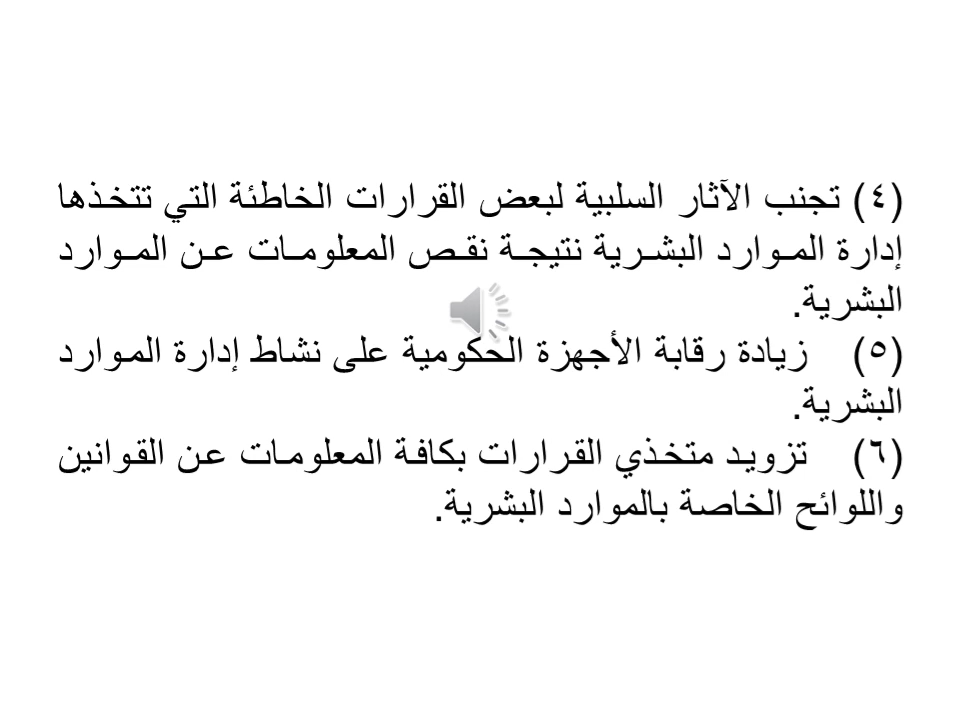 (٤) تجنب الآثار السلبية لبعض القرارات الخاطئة التي تتخذها
إدارة الموارد البشرية نتيجة نقص المعلومات عن الموارد
البشرية.
(٥) زيادة رقابة الأجهزة الحكومية على نشاط إدارة الموارد
البشرية.
(٦) تزويد متخذي القرارات بكافة المعلومات عن القوانين
واللوائح الخاصة بالموارد البشرية.